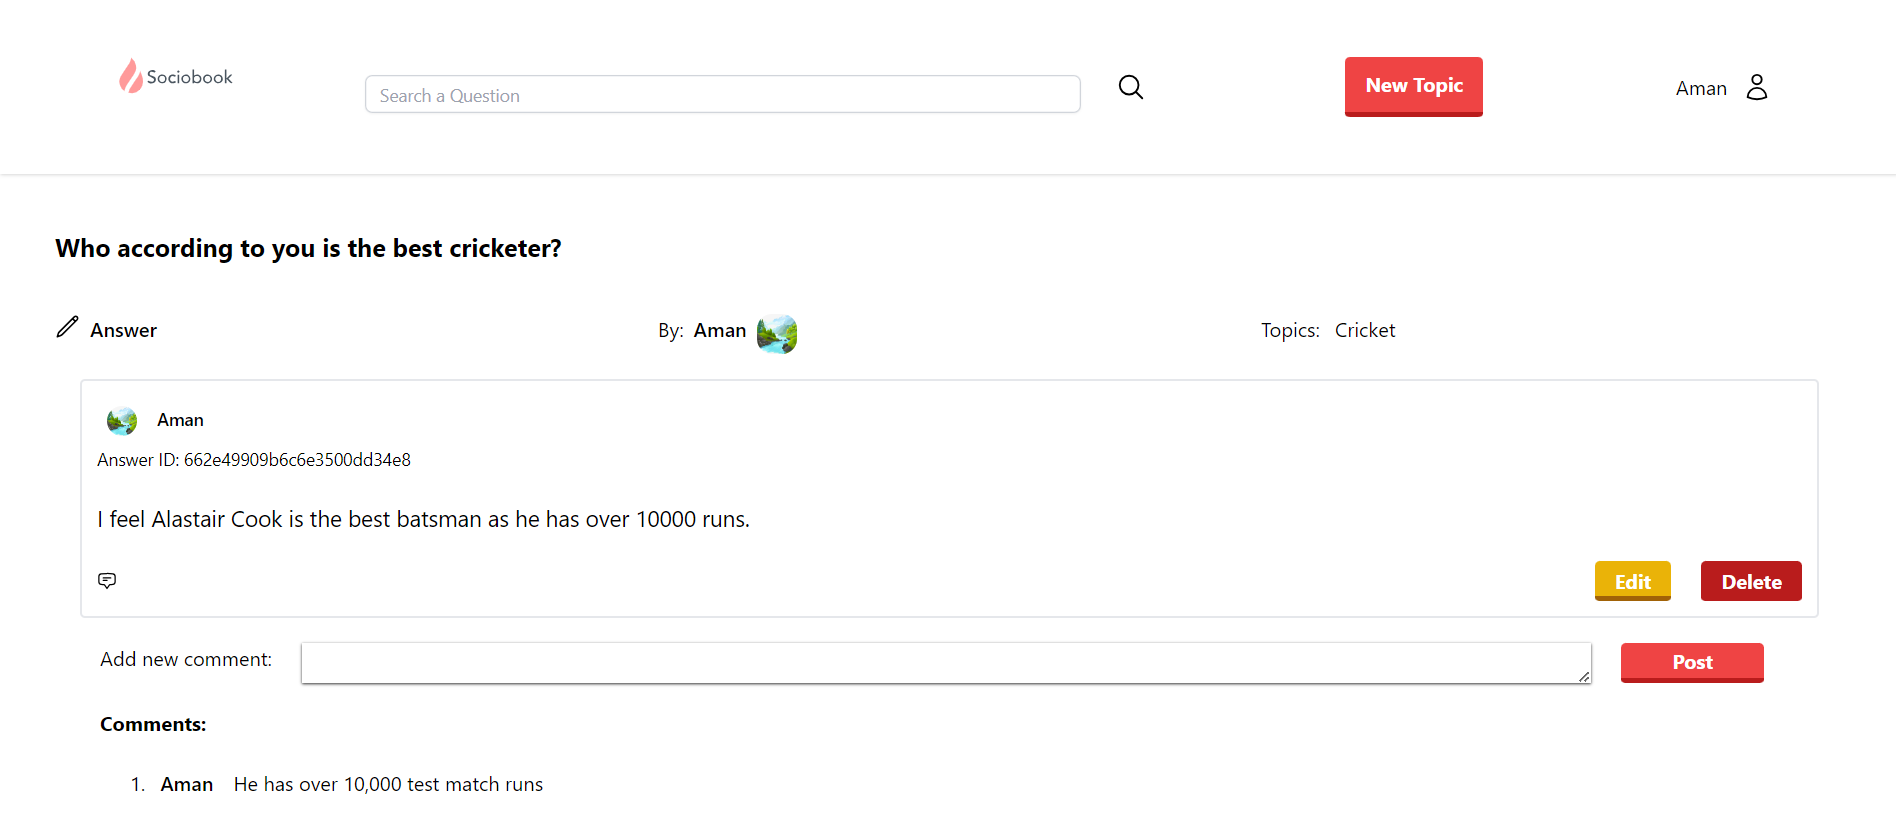 Sociobook
Search a Question
New Topic
Aman
Who according to you is the best cricketer?
Answer
By: Aman
Topics: Cricket
Aman
Answer ID: 662e49909b6c6e3500dd34e8
I feel Alastair Cook is the best batsman as he has over 10000 runs.
Edit
Delete
Add new comment:
Post
Comments:
1. Aman He has over 10,000 test match runs